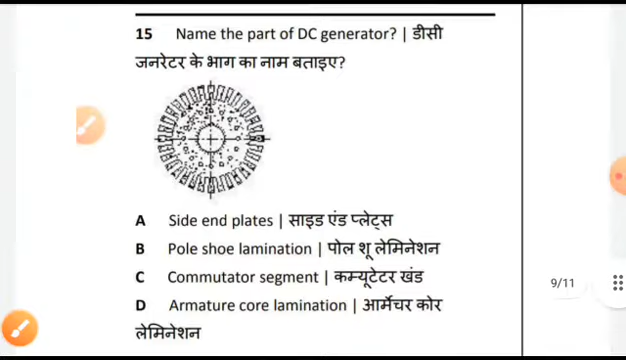 15 Name the part of DC generator? | डीसी
जनरेटर के भाग का नाम बताइए?
A Side end plates | साइड एंड प्लेट्स
B Pole shoe lamination | पोल शू लेमिनेशन
C Commutator segment | कम्यूटेटर खंड
D Armature core lamination | आर्मेचर कोर
लेमिनेशन
9/11